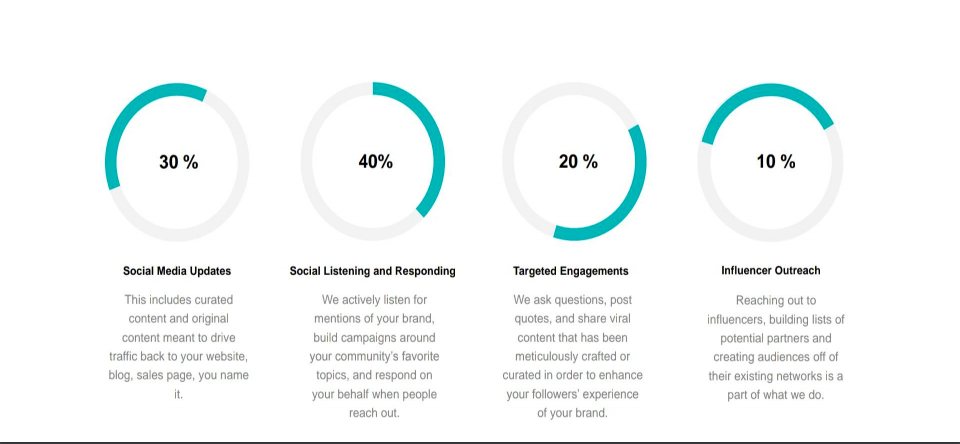 30 %
40%
20 %
10 %
Social Media Updates
This includes curated
content and original
content meant to drive
traffic back to your website,
blog, sales page, you name
it.
Social Listening and Responding
We actively listen for
mentions of your brand,
build campaigns around
your community's favorite
topics, and respond on
your behalf when people
reach out.
Targeted Engagements
We ask questions, post
quotes, and share viral
content that has been
meticulously crafted or
curated in order to enhance
your followers' experience
of your brand.
Influencer Outreach
Reaching out to
influencers, building lists of
potential partners and
creating audiences off of
their existing networks is a
part of what we do.